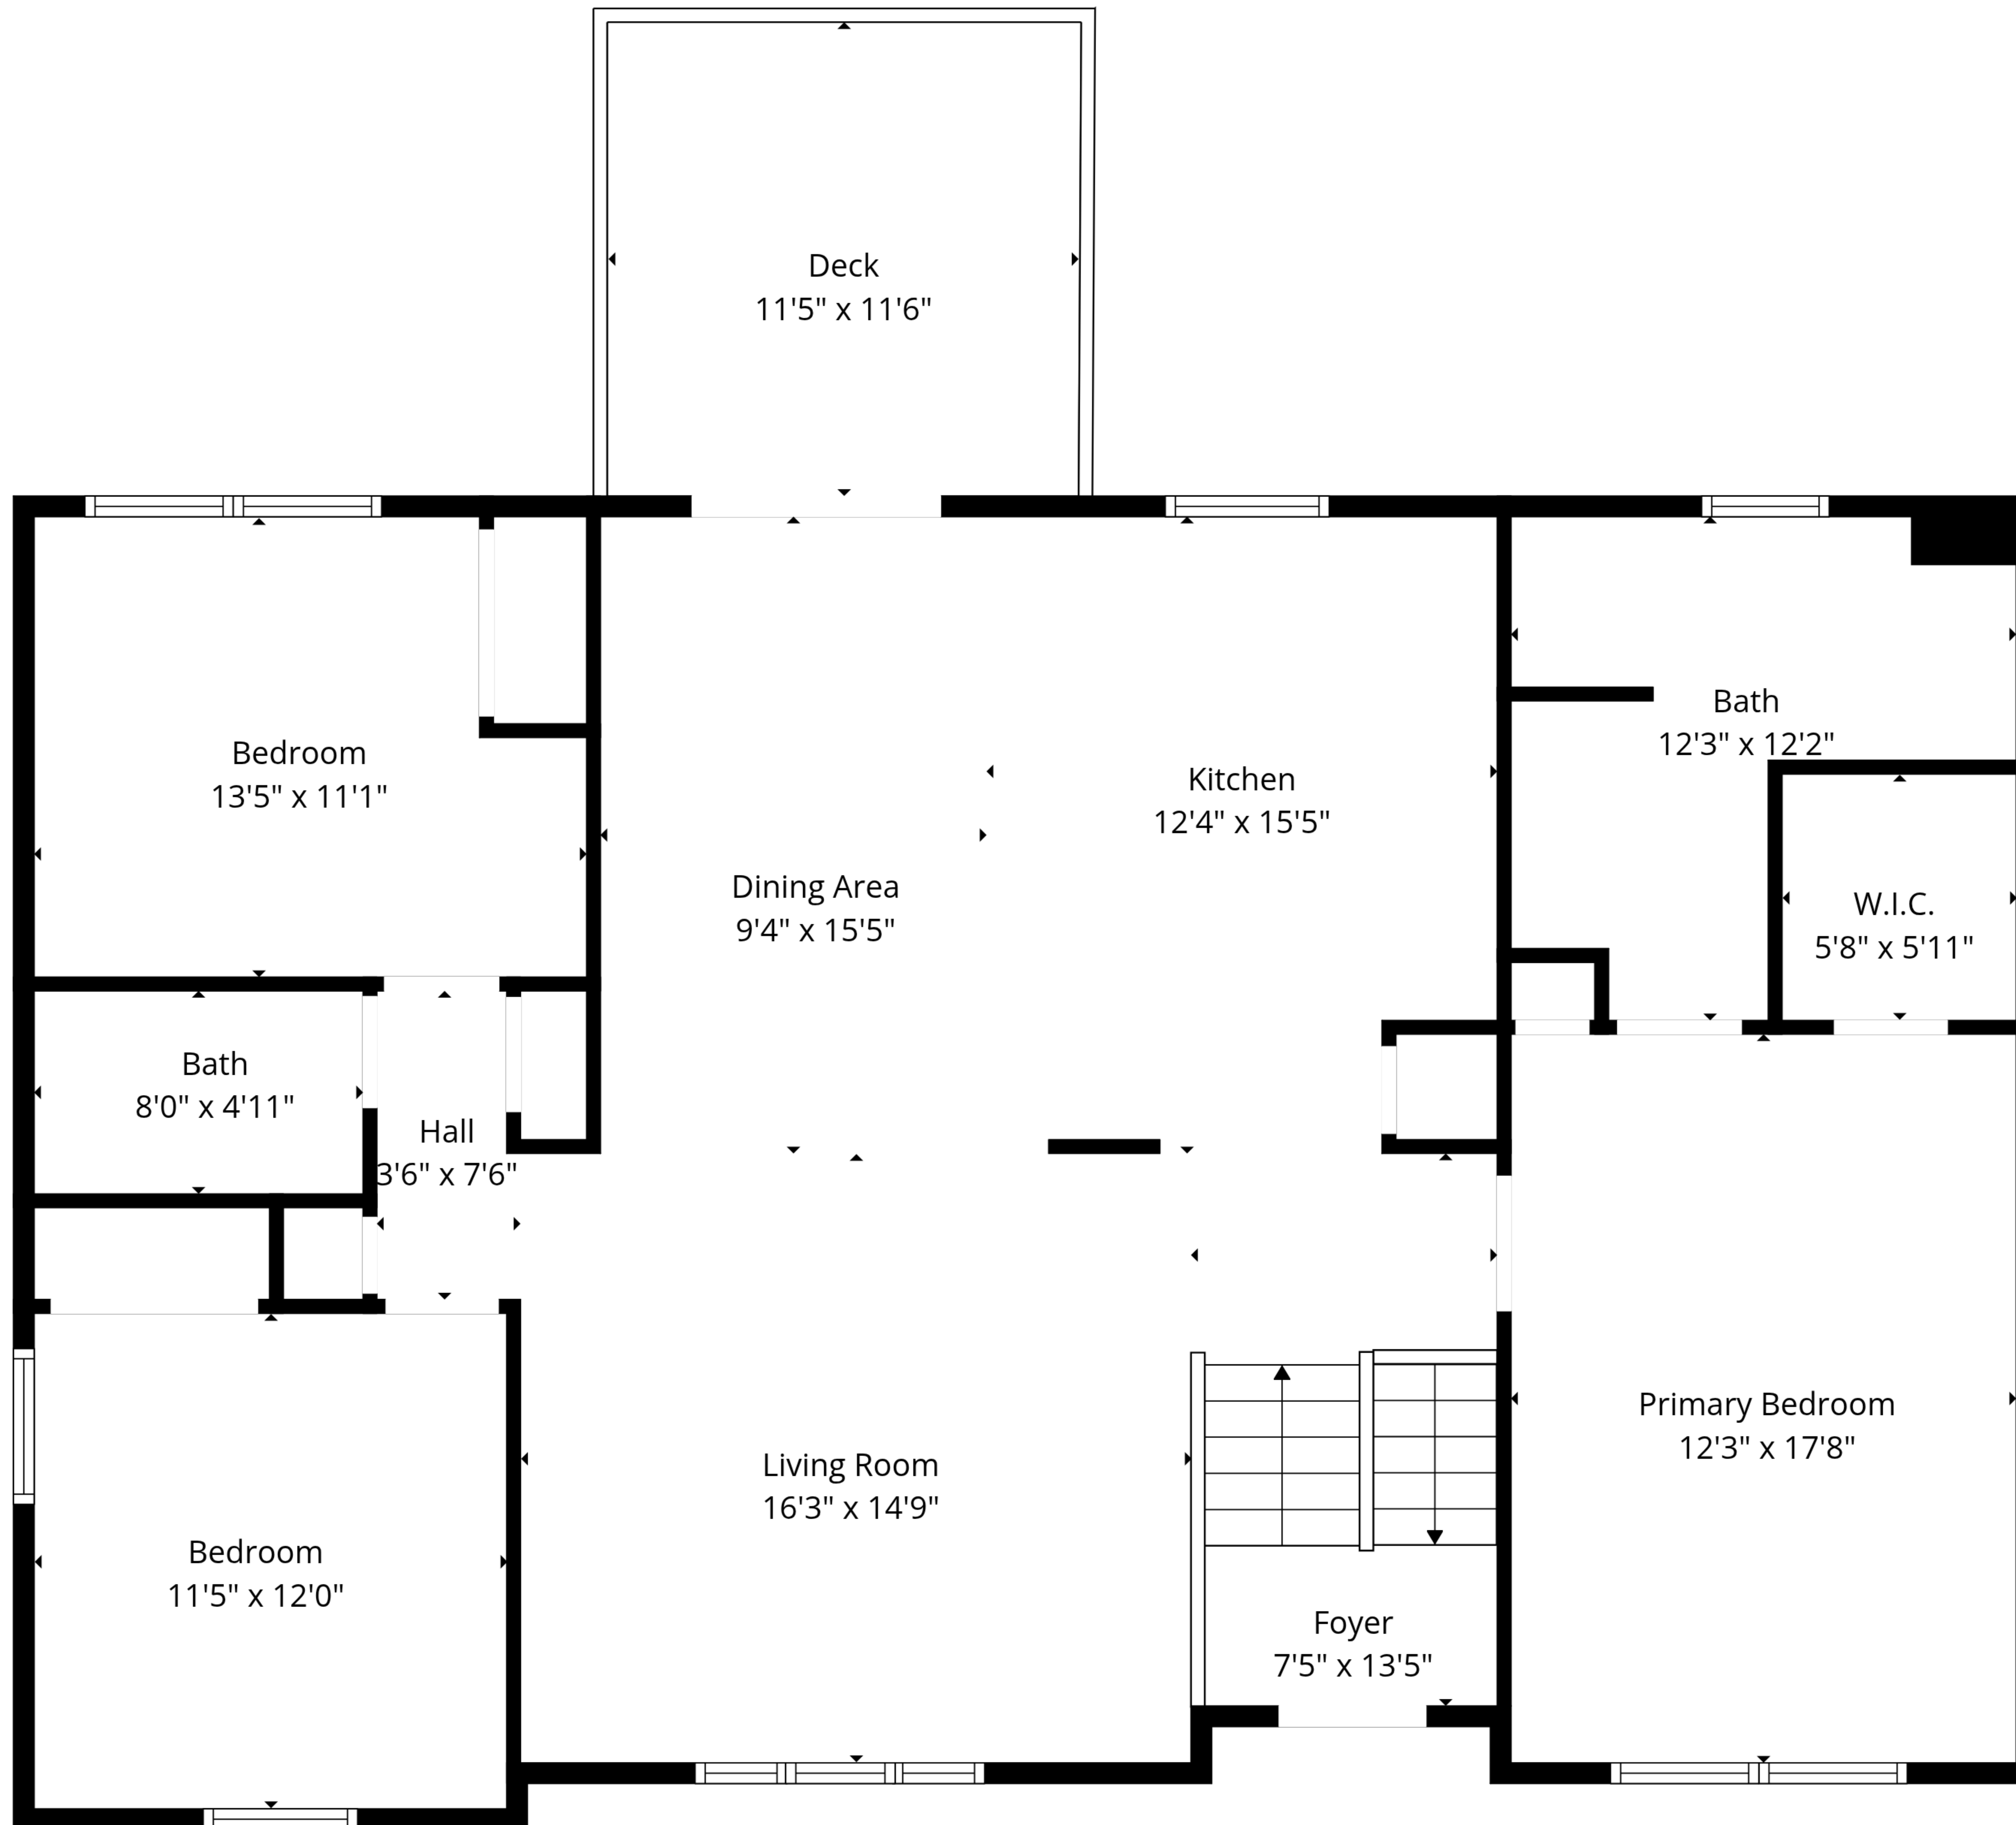 Deck
11'5" x 11'6"
Bedroom
13'5" x 11'1"
Bath
12'3" x 12'2"
Kitchen
12'4" x 15'5"
Dining Area
9'4" x 15'5"
W.I.C.
5'8" x 5'11"
Bath
8'0" x 4'11"
Hall
3'6" x 7'6"
Primary Bedroom
12'3" x 17'8"
Living Room
16'3" x 14'9"
Bedroom
11'5" x 12'0"
Foyer
7'5" x 13'5"